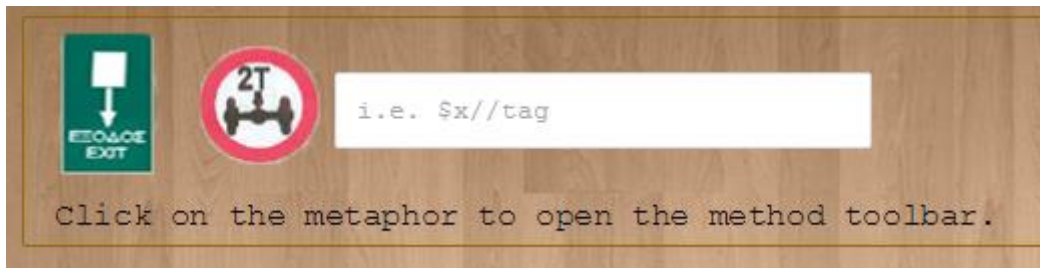 2T
i.e. $x//tag
ΕΞΟΔΟΣ
EXIT
Click on the metaphor to open the method toolbar.